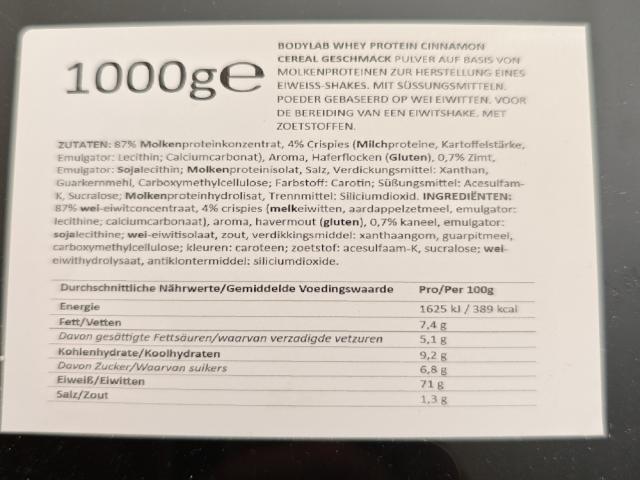 1000g℮
BODYLAB WHEY PROTEIN CINNAMON
CEREAL GESCHMACK PULVER AUF BASIS VON
MOLKENPROTEINEN ZUR HERSTELLUNG EINES
EIWEISS-SHAKES. MIT SÜSSUNGSMITTELN.
POEDER GEBASEERD OP WEI EIWITTEN. VOOR
DE BEREIDING VAN EEN EIWITSHAKE. MET
ZOETSTOFFEN.
ZUTATEN: 87% Molkenproteinkonzentrat, 4% Crispies (Milchproteine, Kartoffelstärke,
Emulgator: Lecithin; Calciumcarbonat), Aroma, Haferflocken (Gluten), 0,7% Zimt,
Emulgator: Sojalecithin; Molkenproteinisolat, Salz, Verdickungsmittel: Xanthan,
Guarkernmehl, Carboxymethylcellulose; Farbstoff: Carotin; Süßungsmittel: Acesulfam-
K, Sucralose; Molkenproteinhydrolisat, Trennmittel: Siliciumdioxid. INGREDIËNTEN:
87% wei-eiwitconcentraat, 4% crispies (melkeiwitten, aardappelzetmeel, emulgator:
lecithine; calciumcarbonaat), aroma, havermout (gluten), 0,7% kaneel, emulgator:
sojalecithine; wei-eiwitisolaat, zout, verdikkingsmiddel: xanthaangom, guarpitmeel,
carboxymethylcellulose; kleuren: caroteen; zoetstof: acesulfaam-K, sucralose; wei-
eiwithydrolysaat, antiklontermiddel: siliciumdioxide.
Durchschnittliche Nährwerte/Gemiddelde Voedingswaarde Pro/Per 100g
Energie 1625 kJ / 389 kcal
Fett/Vetten 7,4 g
Davon gesättigte Fettsäuren/waarvan verzadigde vetzuren 5,1 g
Kohlenhydrate/Koolhydraten 9,2 g
Davon Zucker/Waarvan suikers 6,8 g
Eiweiß/Eiwitten 71 g
Salz/Zout 1,3 g